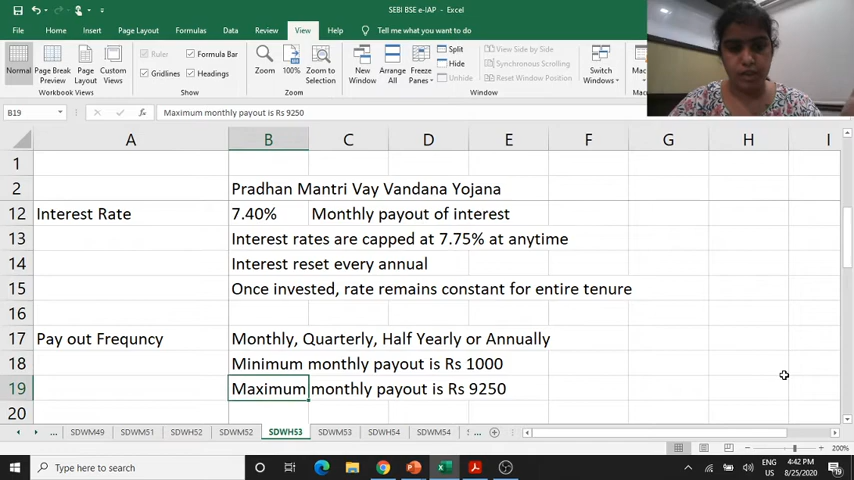 SEBI BSE e-IAP - Excel
File Home Insert Page Layout Formulas Data Review View Help Tell me what you want to do
Normal Page Break Preview Page Layout Custom Views
Ruler Formula Bar
Gridlines Headings
Workbook Views Show
Zoom 100% Zoom to Selection
Zoom
New Window Arrange All Freeze Panes
Split
Hide
Unhide
View Side by Side
Synchronous Scrolling
Reset Window Position
Window
Switch Windows
B19 fx Maximum monthly payout is Rs 9250
A B C D E F G H I
1
2 Pradhan Mantri Vay Vandana Yojana
12 Interest Rate 7.40% Monthly payout of interest
13 Interest rates are capped at 7.75% at anytime
14 Interest reset every annual
15 Once invested, rate remains constant for entire tenure
16
17 Pay out Frequncy Monthly, Quarterly, Half Yearly or Annually
18 Minimum monthly payout is Rs 1000
19 Maximum monthly payout is Rs 9250
20
... SDWM49 SDWM51 SDWH52 SDWM52 SDWH53 SDWM53 SDWH54 SDWM54 ...
200%
Type here to search
ENG US
4:42 PM
8/25/2020
19